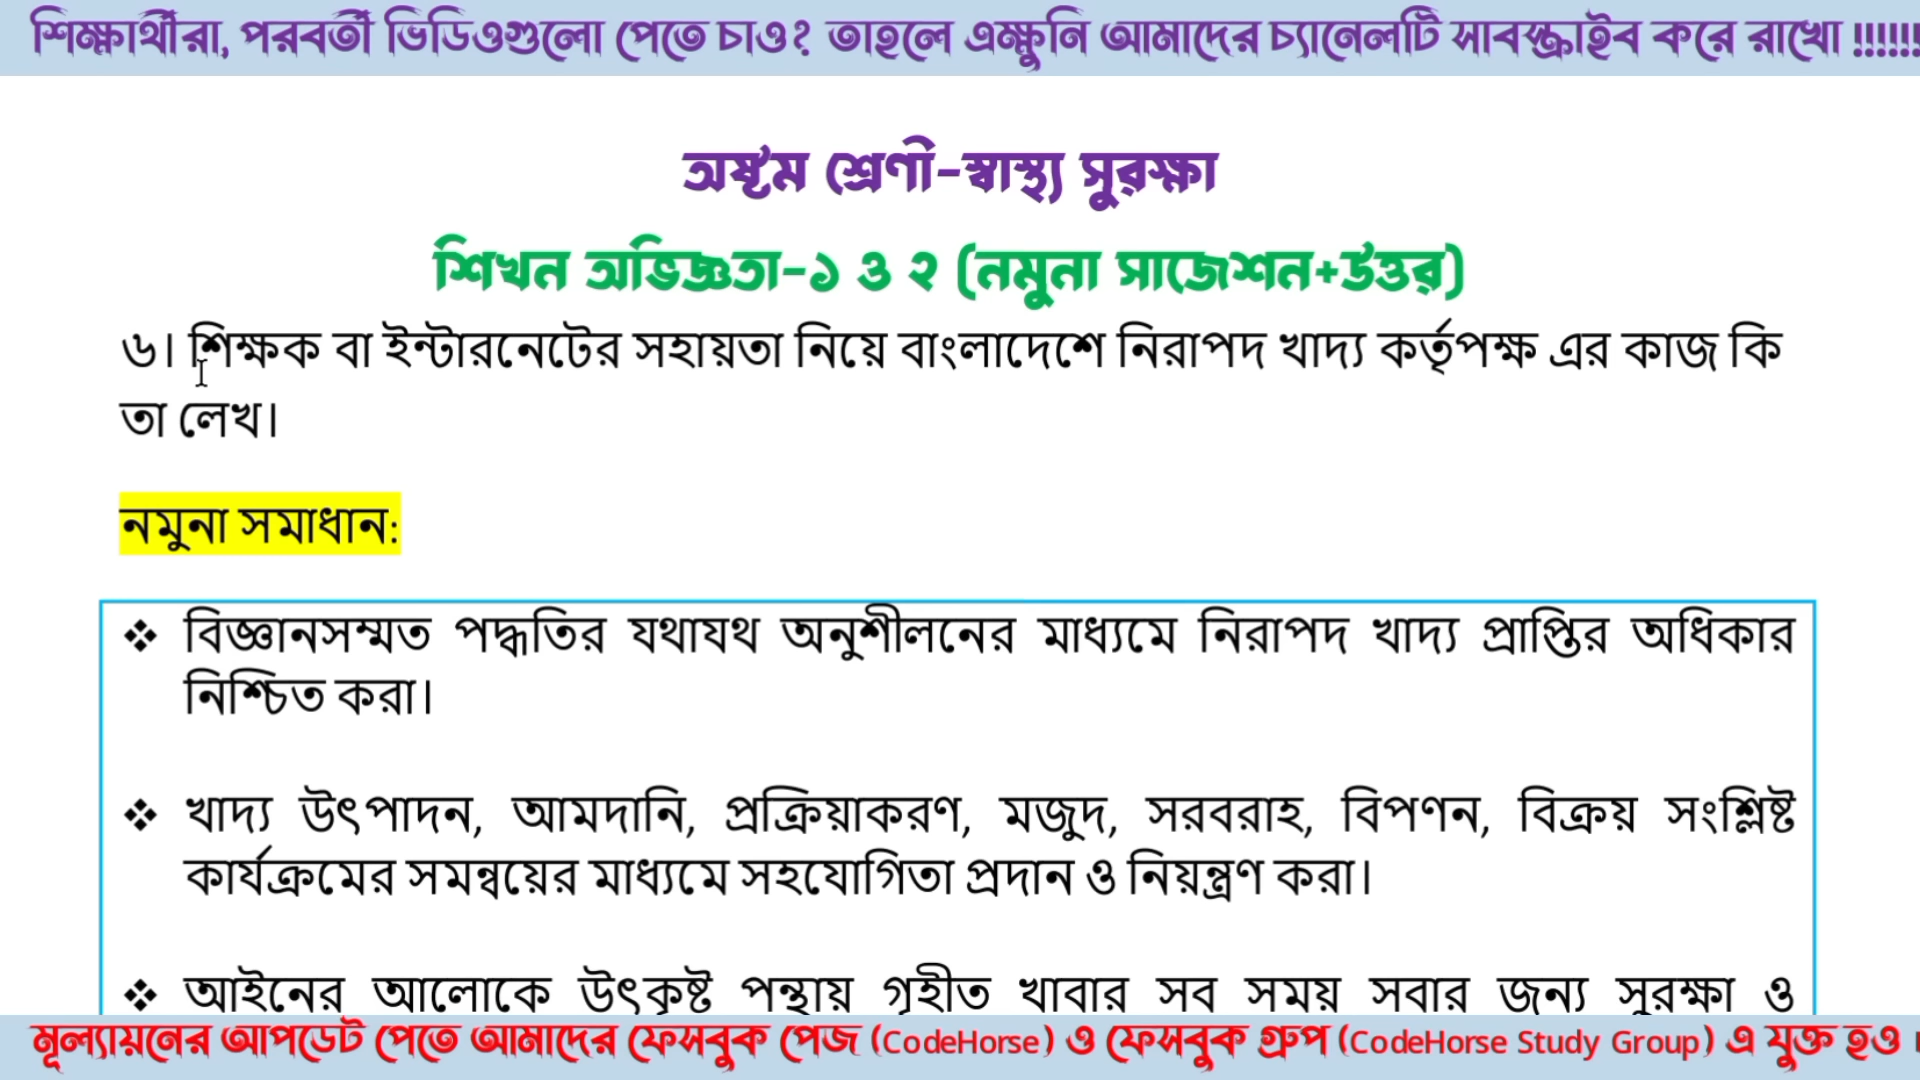 শিক্ষার্থীরা, পরবর্তী ভিডিওগুলো পেতে চাও? তাহলে এক্ষুনি আমাদের চ্যানেলটি সাবস্ক্রাইব করে রাখো !!!!!!
অষ্টম শ্রেণী-স্বাস্থ্য সুরক্ষা
শিখন অভিজ্ঞতা-১ ও ২ (নমুনা সাজেশন+উত্তর)
৬। শিক্ষক বা ইন্টারনেটের সহায়তা নিয়ে বাংলাদেশে নিরাপদ খাদ্য কর্তৃপক্ষ এর কাজ কি
তা লেখ।
নমুনা সমাধান:
❖ বিজ্ঞানসম্মত পদ্ধতির যথাযথ অনুশীলনের মাধ্যমে নিরাপদ খাদ্য প্রাপ্তির অধিকার
নিশ্চিত করা।
❖ খাদ্য উৎপাদন, আমদানি, প্রক্রিয়াকরণ, মজুদ, সরবরাহ, বিপণন, বিক্রয় সংশ্লিষ্ট
কার্যক্রমের সমন্বয়ের মাধ্যমে সহযোগিতা প্রদান ও নিয়ন্ত্রণ করা।
❖ আইনের আলোকে উৎকৃষ্ট পন্থায় গৃহীত খাবার সব সময় সবার জন্য সুরক্ষা ও
মূল্যায়নের আপডেট পেতে আমাদের ফেসবুক পেজ (CodeHorse) ও ফেসবুক গ্রুপ (CodeHorse Study Group) এ যুক্ত হও